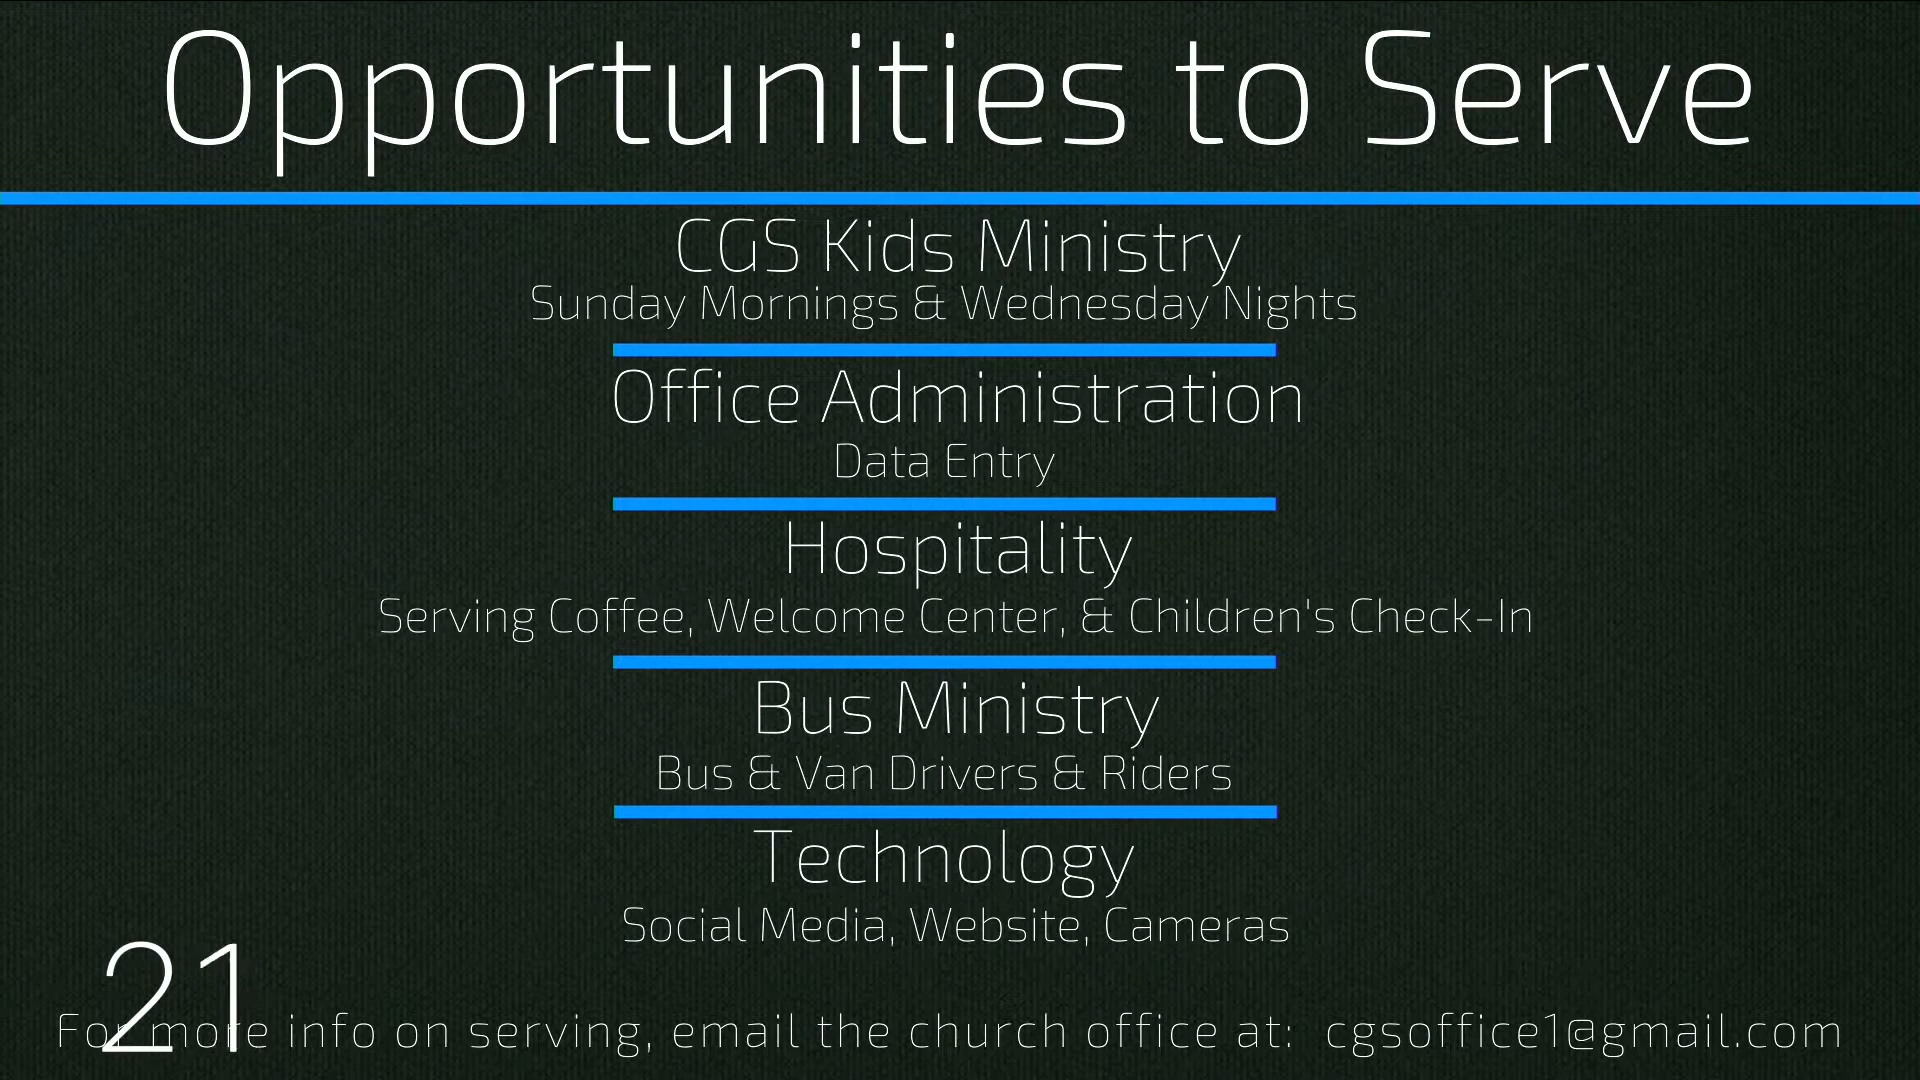 Opportunities to Serve
CGS Kids Ministry
Sunday Mornings & Wednesday Nights
Office Administration
Data Entry
Hospitality
Serving Coffee, Welcome Center, & Children's Check-In
Bus Ministry
Bus & Van Drivers & Riders
Technology
Social Media, Website, Cameras
21
For more info on serving, email the church office at: cgsoffice1@gmail.com